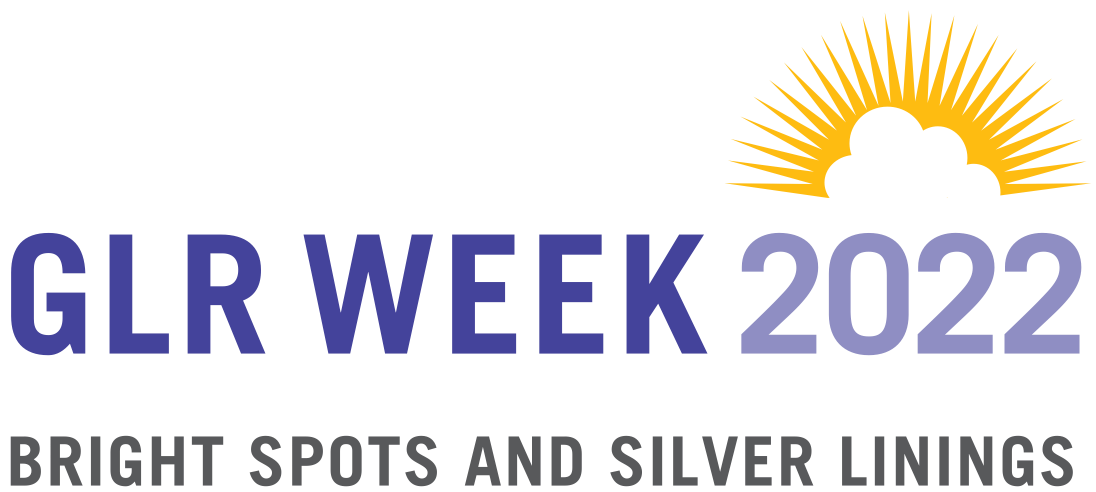 GLR WEEK 2022
BRIGHT SPOTS AND SILVER LININGS